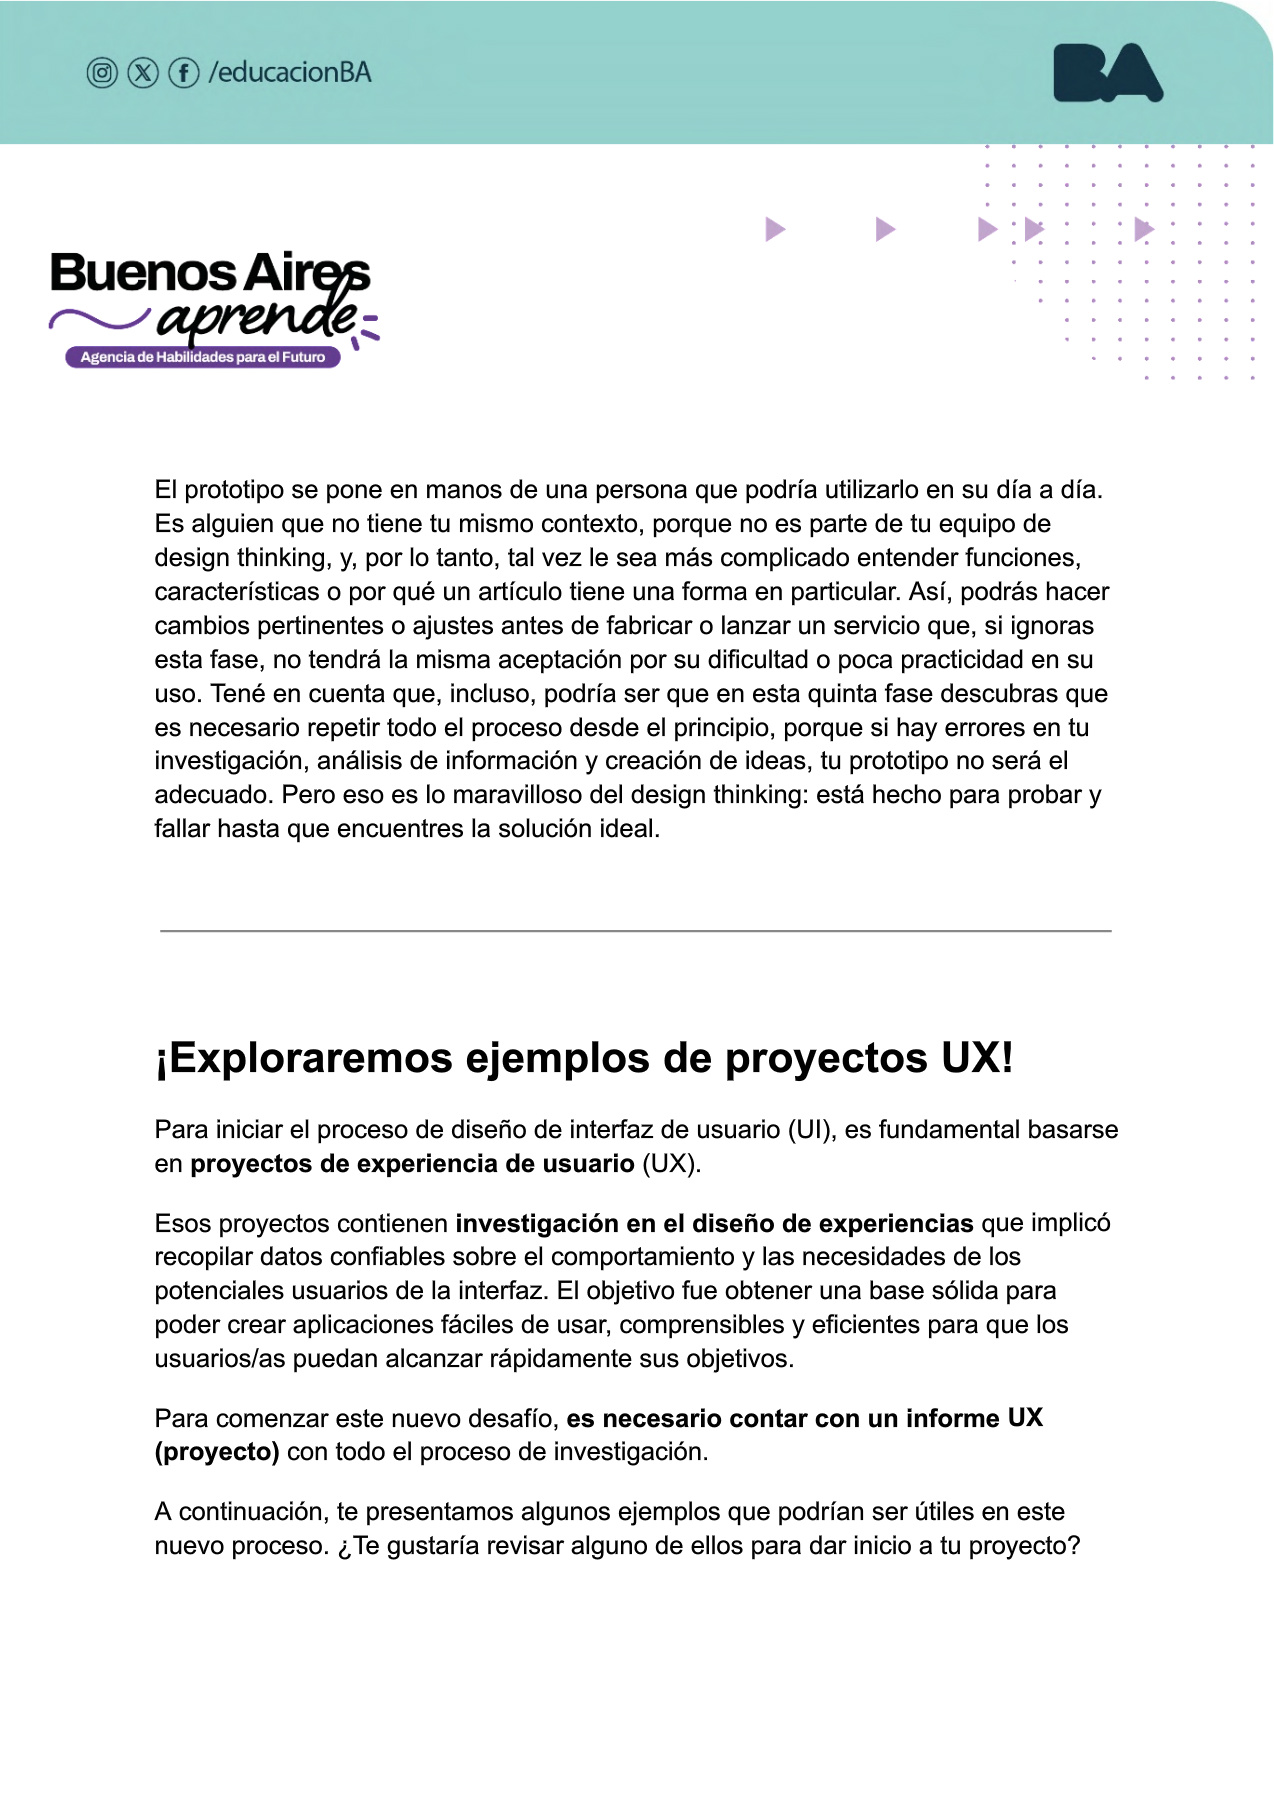 /educacionBA
BA
Buenos Aires
aprende
Agencia de Habilidades para el Futuro
El prototipo se pone en manos de una persona que podría utilizarlo en su día a día.
Es alguien que no tiene tu mismo contexto, porque no es parte de tu equipo de
design thinking, y, por lo tanto, tal vez le sea más complicado entender funciones,
características o por qué un artículo tiene una forma en particular. Así, podrás hacer
cambios pertinentes o ajustes antes de fabricar o lanzar un servicio que, si ignoras
esta fase, no tendrá la misma aceptación por su dificultad o poca practicidad en su
uso. Tené en cuenta que, incluso, podría ser que en esta quinta fase descubras que
es necesario repetir todo el proceso desde el principio, porque si hay errores en tu
investigación, análisis de información y creación de ideas, tu prototipo no será el
adecuado. Pero eso es lo maravilloso del design thinking: está hecho para probar y
fallar hasta que encuentres la solución ideal.
¡Exploraremos ejemplos de proyectos UX!
Para iniciar el proceso de diseño de interfaz de usuario (UI), es fundamental basarse
en proyectos de experiencia de usuario (UX).
Esos proyectos contienen investigación en el diseño de experiencias que implicó
recopilar datos confiables sobre el comportamiento y las necesidades de los
potenciales usuarios de la interfaz. El objetivo fue obtener una base sólida para
poder crear aplicaciones fáciles de usar, comprensibles y eficientes para que los
usuarios/as puedan alcanzar rápidamente sus objetivos.
Para comenzar este nuevo desafío, es necesario contar con un informe UX
(proyecto) con todo el proceso de investigación.
A continuación, te presentamos algunos ejemplos que podrían ser útiles en este
nuevo proceso. ¿Te gustaría revisar alguno de ellos para dar inicio a tu proyecto?